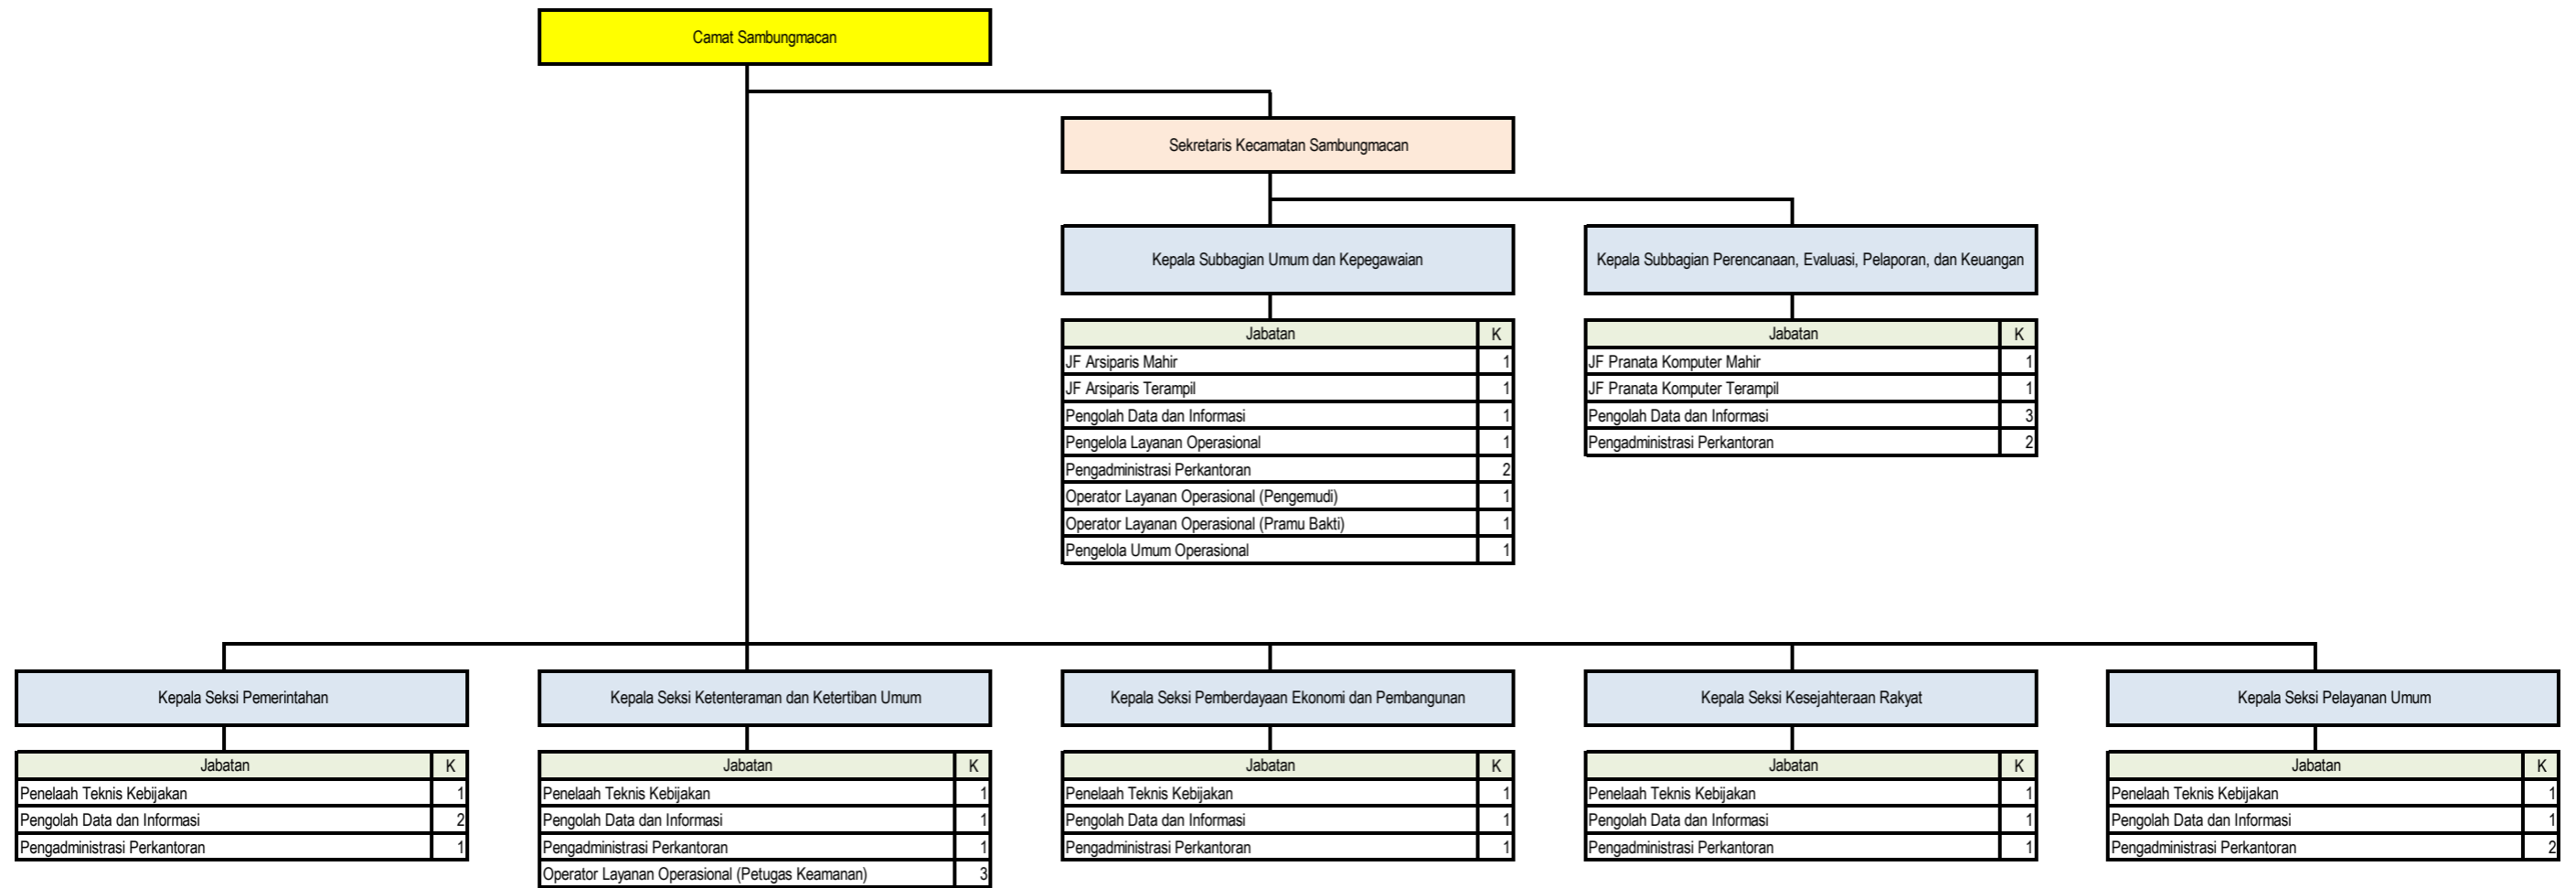 Camat Sambungmacan
Sekretaris Kecamatan Sambungmacan
Kepala Subbagian Umum dan Kepegawaian
Jabatan K
JF Arsiparis Mahir 1
JF Arsiparis Terampil 1
Pengolah Data dan Informasi 1
Pengelola Layanan Operasional 1
Pengadministrasi Perkantoran 2
Operator Layanan Operasional (Pengemudi) 1
Operator Layanan Operasional (Pramu Bakti) 1
Pengelola Umum Operasional 1
Kepala Subbagian Perencanaan, Evaluasi, Pelaporan, dan Keuangan
Jabatan K
JF Pranata Komputer Mahir 1
JF Pranata Komputer Terampil 1
Pengolah Data dan Informasi 3
Pengadministrasi Perkantoran 2
Kepala Seksi Pemerintahan
Jabatan K
Penelaah Teknis Kebijakan 1
Pengolah Data dan Informasi 2
Pengadministrasi Perkantoran 1
Kepala Seksi Ketenteraman dan Ketertiban Umum
Jabatan K
Penelaah Teknis Kebijakan 1
Pengolah Data dan Informasi 1
Pengadministrasi Perkantoran 1
Operator Layanan Operasional (Petugas Keamanan) 3
Kepala Seksi Pemberdayaan Ekonomi dan Pembangunan
Jabatan K
Penelaah Teknis Kebijakan 1
Pengolah Data dan Informasi 1
Pengadministrasi Perkantoran 1
Kepala Seksi Kesejahteraan Rakyat
Jabatan K
Penelaah Teknis Kebijakan 1
Pengolah Data dan Informasi 1
Pengadministrasi Perkantoran 1
Kepala Seksi Pelayanan Umum
Jabatan K
Penelaah Teknis Kebijakan 1
Pengolah Data dan Informasi 1
Pengadministrasi Perkantoran 2